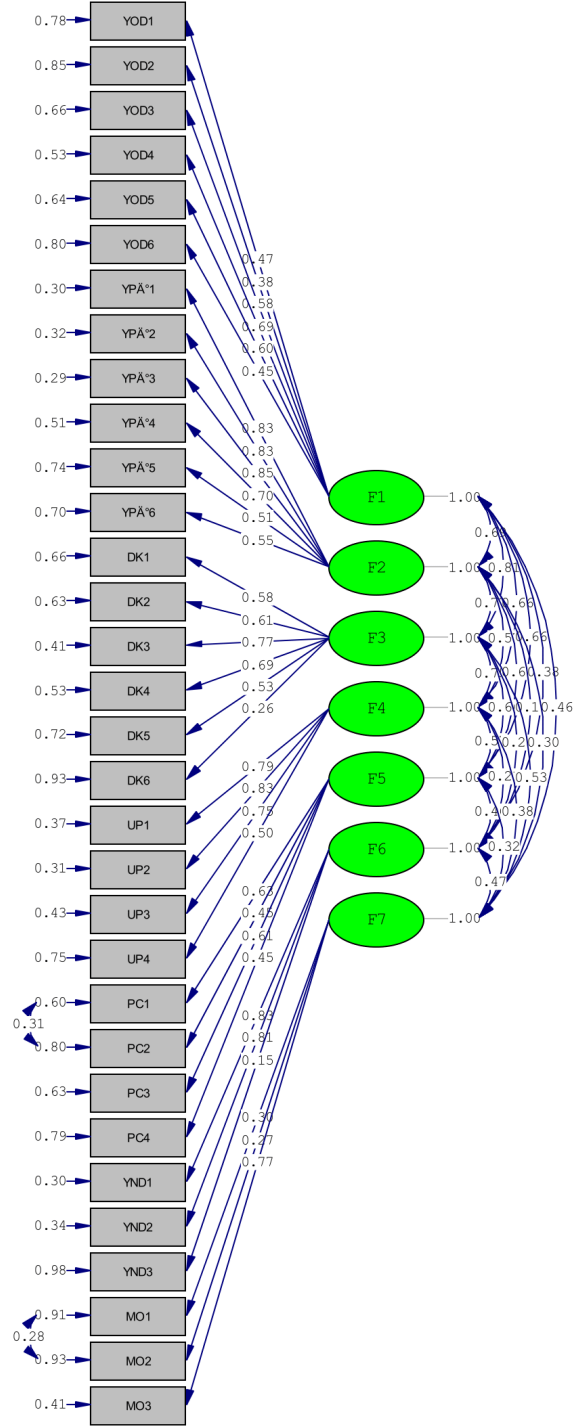 0.78 YOD1
0.85 YOD2
0.66 YOD3
0.53 YOD4
0.64 YOD5
0.80 YOD6
0.47
0.38
0.58
0.69
0.60
0.45
0.30 YPÄ°1
0.32 YPÄ°2
0.29 YPÄ°3
0.51 YPÄ°4
0.74 YPÄ°5
0.70 YPÄ°6
0.83
0.83
0.85
0.70
0.51
0.55
0.66 DK1
0.63 DK2
0.41 DK3
0.53 DK4
0.72 DK5
0.93 DK6
0.58
0.61
0.77
0.69
0.53
0.26
0.37 UP1
0.31 UP2
0.43 UP3
0.75 UP4
0.79
0.83
0.75
0.50
0.60 PC1
0.31
0.80 PC2
0.63 PC3
0.79 PC4
0.63
0.45
0.61
0.45
0.30 YND1
0.34 YND2
0.98 YND3
0.83
0.81
0.15
0.91 MO1
0.28
0.93 MO2
0.41 MO3
0.30
0.27
0.77
F1 1.00
F2 1.00
F3 1.00
F4 1.00
F5 1.00
F6 1.00
F7 1.00
0.81
0.66
0.66
0.38
0.46
0.30
0.53
0.38
0.32
0.47